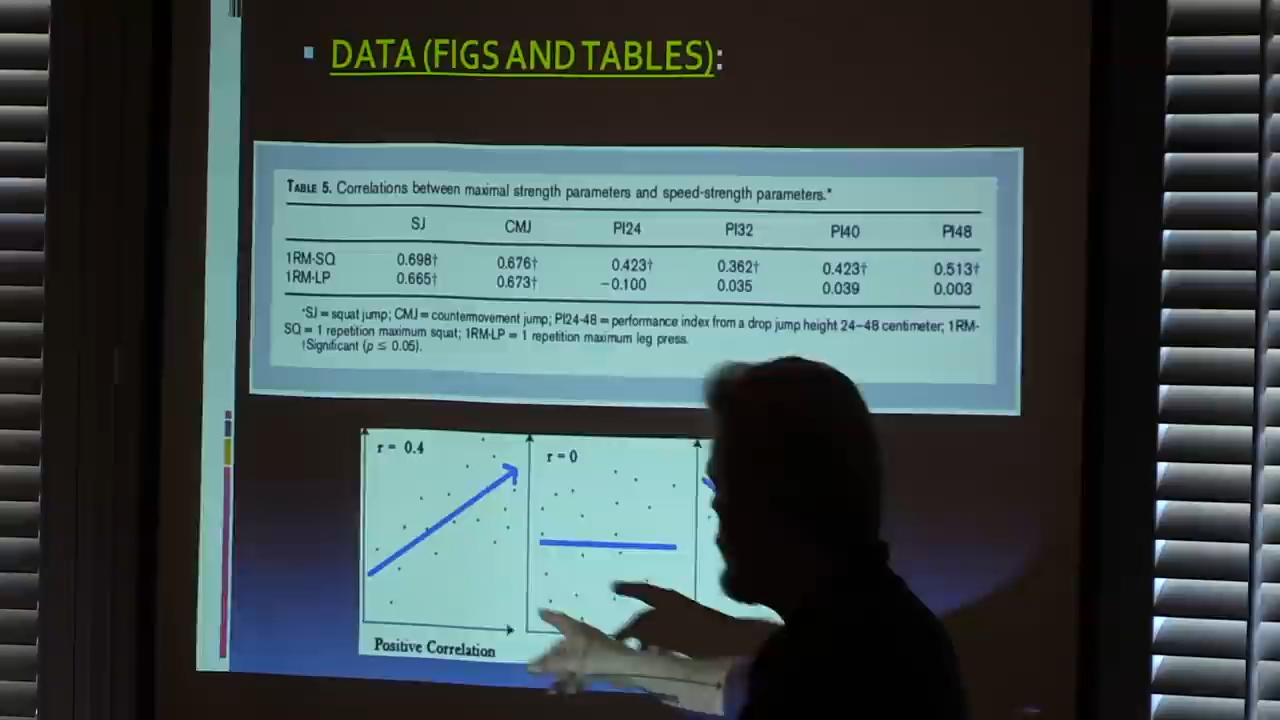 DATA (FIGS AND TABLES):
TABLE 5. Correlations between maximal strength parameters and speed-strength parameters.*
SJ CMJ PI24 PI32 PI40 PI48
1RM-SQ 0.698† 0.676† 0.423† 0.362† 0.423† 0.513†
1RM-LP 0.665† 0.673† −0.100 0.035 0.039 0.003
*SJ = squat jump; CMJ = countermovement jump; PI24-48 = performance index from a drop jump height 24–48 centimeter; 1RM-
SQ = 1 repetition maximum squat; 1RM-LP = 1 repetition maximum leg press.
†Significant (p ≤ 0.05).
r = 0.4 r = 0
Positive Correlation